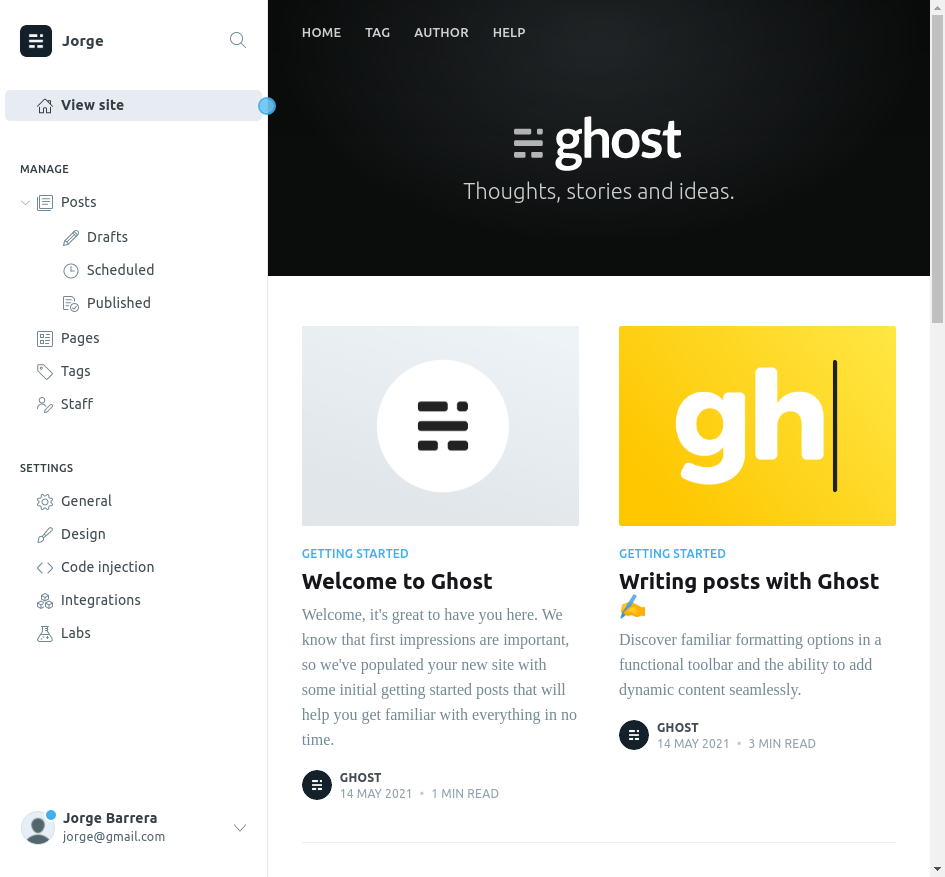 Jorge
View site
MANAGE
Posts
Drafts
Scheduled
Published
Pages
Tags
Staff
SETTINGS
General
Design
Code injection
Integrations
Labs
Jorge Barrera
jorge@gmail.com
HOME TAG AUTHOR HELP
ghost
Thoughts, stories and ideas.
GETTING STARTED
Welcome to Ghost
Welcome, it's great to have you here. We
know that first impressions are important,
so we've populated your new site with
some initial getting started posts that will
help you get familiar with everything in no
time.
GHOST
14 MAY 2021 • 1 MIN READ
gh
GETTING STARTED
Writing posts with Ghost
✍️
Discover familiar formatting options in a
functional toolbar and the ability to add
dynamic content seamlessly.
GHOST
14 MAY 2021 • 3 MIN READ